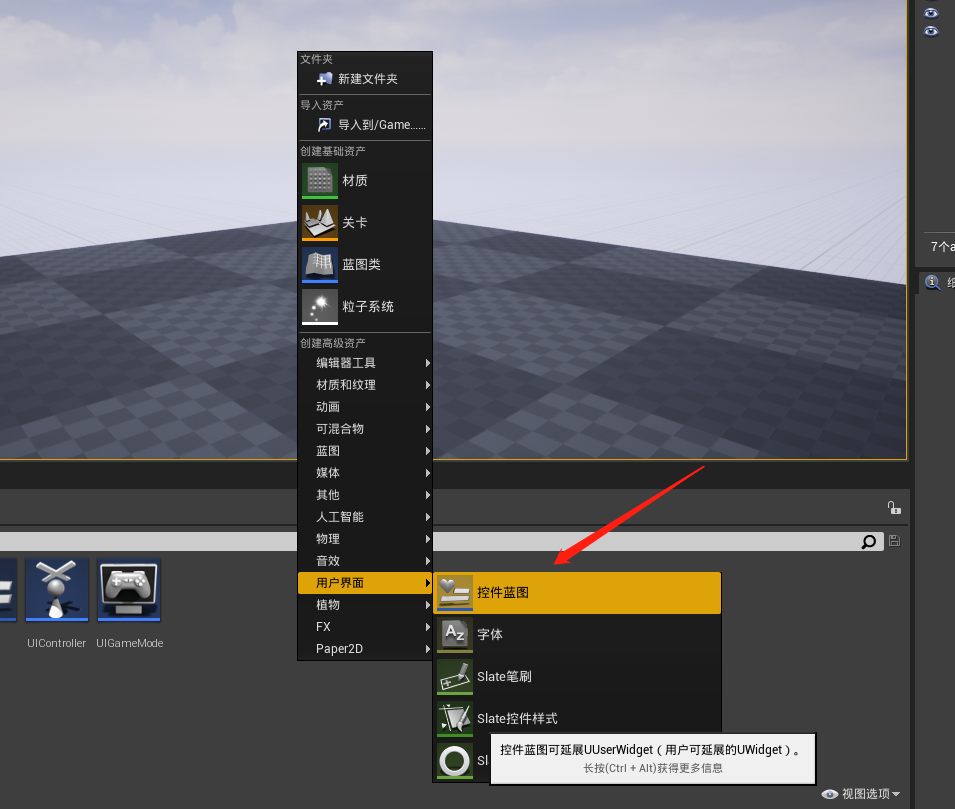 文件夹
新建文件夹
导入资产
导入到/Game......
创建基础资产
材质
关卡
蓝图类
粒子系统
创建高级资产
编辑器工具
材质和纹理
动画
可混合物
蓝图
媒体
其他
人工智能
物理
音效
用户界面
植物
FX
Paper2D
控件蓝图
字体
Slate笔刷
Slate控件样式
Sl
控件蓝图可延展UUserWidget（用户可延展的UWidget）。
长按(Ctrl + Alt)获得更多信息
UIController
UIGameMode
7个a
视图选项